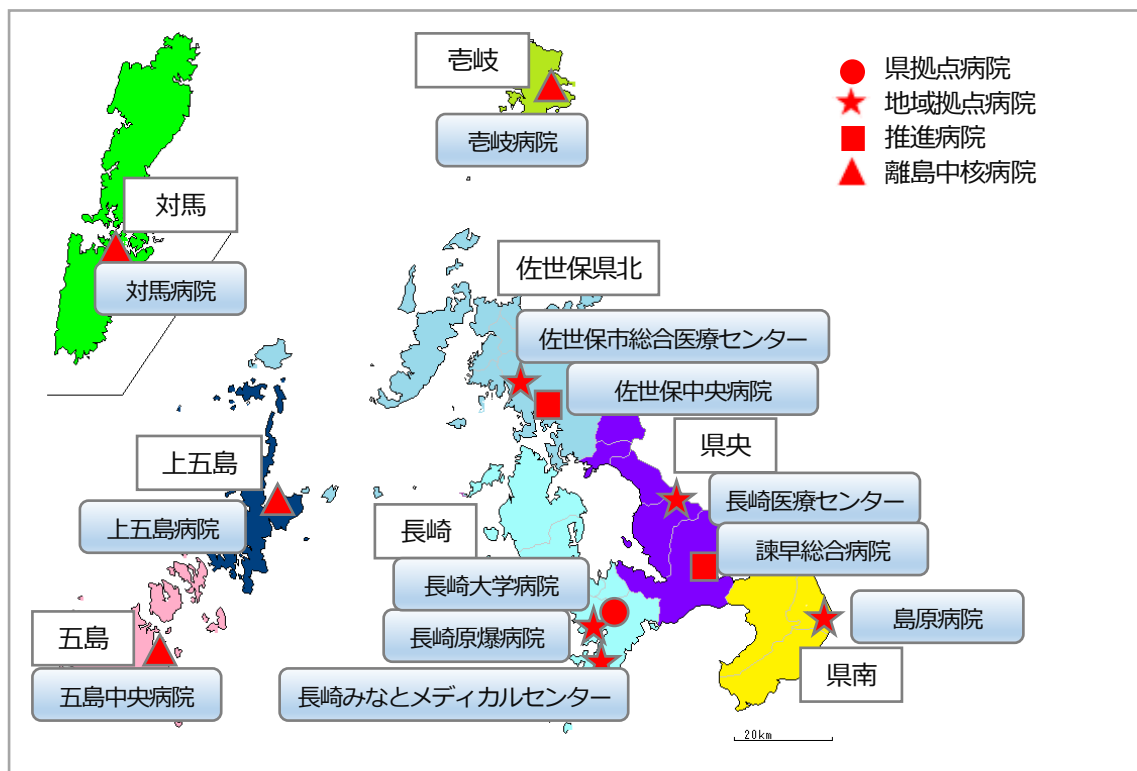 壱岐
壱岐病院
県拠点病院
地域拠点病院
推進病院
離島中核病院
対馬
対馬病院
佐世保県北
佐世保市総合医療センター
佐世保中央病院
上五島
上五島病院
県央
長崎医療センター
諫早総合病院
長崎
長崎大学病院
長崎原爆病院
長崎みなとメディカルセンター
島原病院
県南
五島
五島中央病院
20km